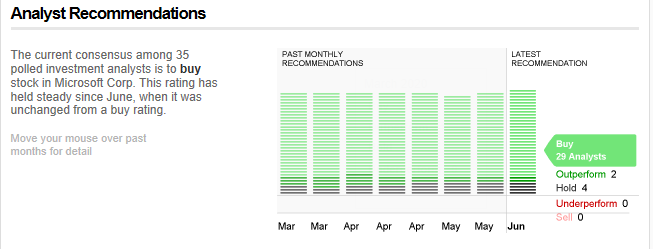 Analyst Recommendations
The current consensus among 35
polled investment analysts is to buy
stock in Microsoft Corp. This rating has
held steady since June, when it was
unchanged from a buy rating.
Move your mouse over past
months for detail
PAST MONTHLY
RECOMMENDATIONS
LATEST
RECOMMENDATION
Buy
29 Analysts
Outperform 2
Hold 4
Underperform 0
Sell 0
Mar Mar Apr Apr Apr May May Jun